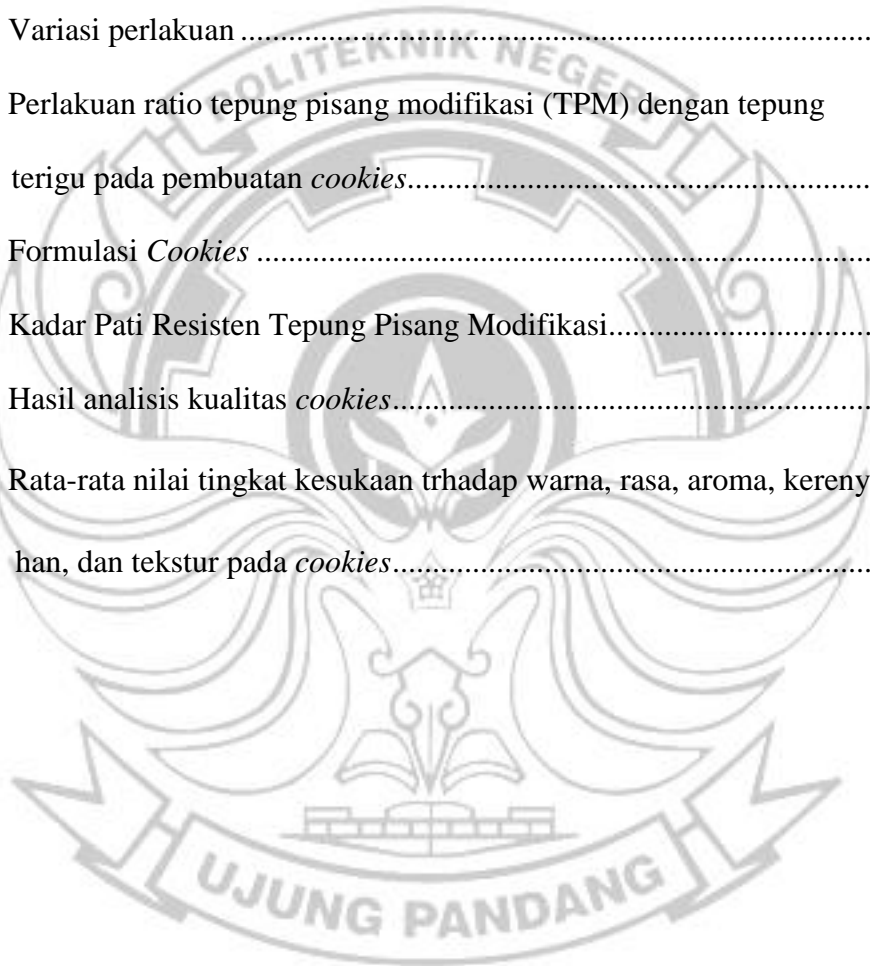 Variasi perlakuan ................................................................................
POLITEKNIK NEGERI
Perlakuan ratio tepung pisang modifikasi (TPM) dengan tepung
terigu pada pembuatan cookies..........................................................
Formulasi Cookies .............................................................................
Kadar Pati Resisten Tepung Pisang Modifikasi.................................
Hasil analisis kualitas cookies............................................................
Rata-rata nilai tingkat kesukaan trhadap warna, rasa, aroma, kereny
han, dan tekstur pada cookies............................................................
UJUNG PANDANG